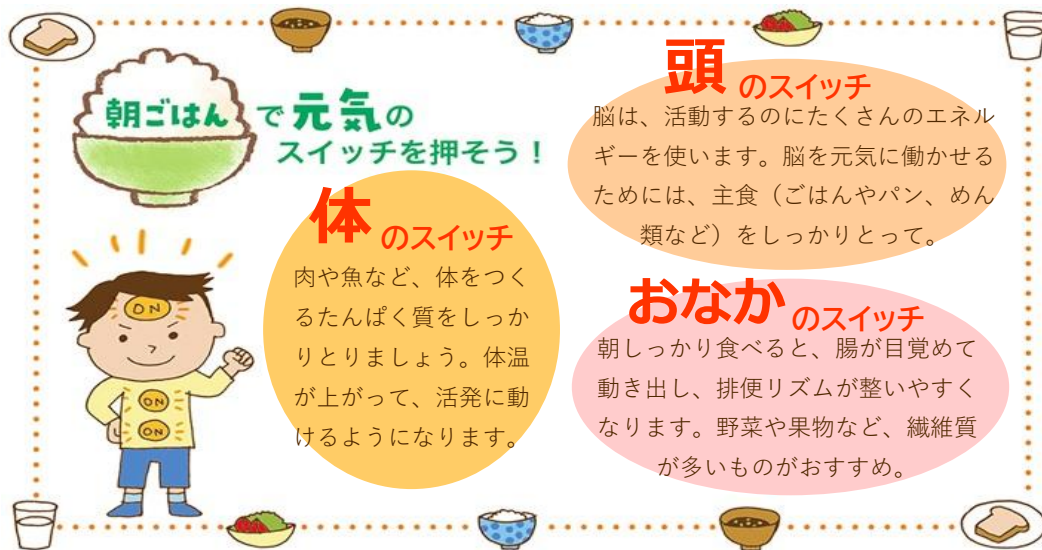 朝ごはんで元気の
スイッチを押そう！
体のスイッチ
肉や魚など、体をつく
るたんぱく質をしっか
りとりましょう。体温
が上がって、活発に動
けるようになります。
頭のスイッチ
脳は、活動するのにたくさんのエネル
ギーを使います。脳を元気に働かせる
ためには、主食（ごはんやパン、めん
類など）をしっかりとって。
おなかのスイッチ
朝しっかり食べると、腸が目覚めて
動き出し、排便リズムが整いやすく
なります。野菜や果物など、繊維質
が多いものがおすすめ。
ON
ON
ON